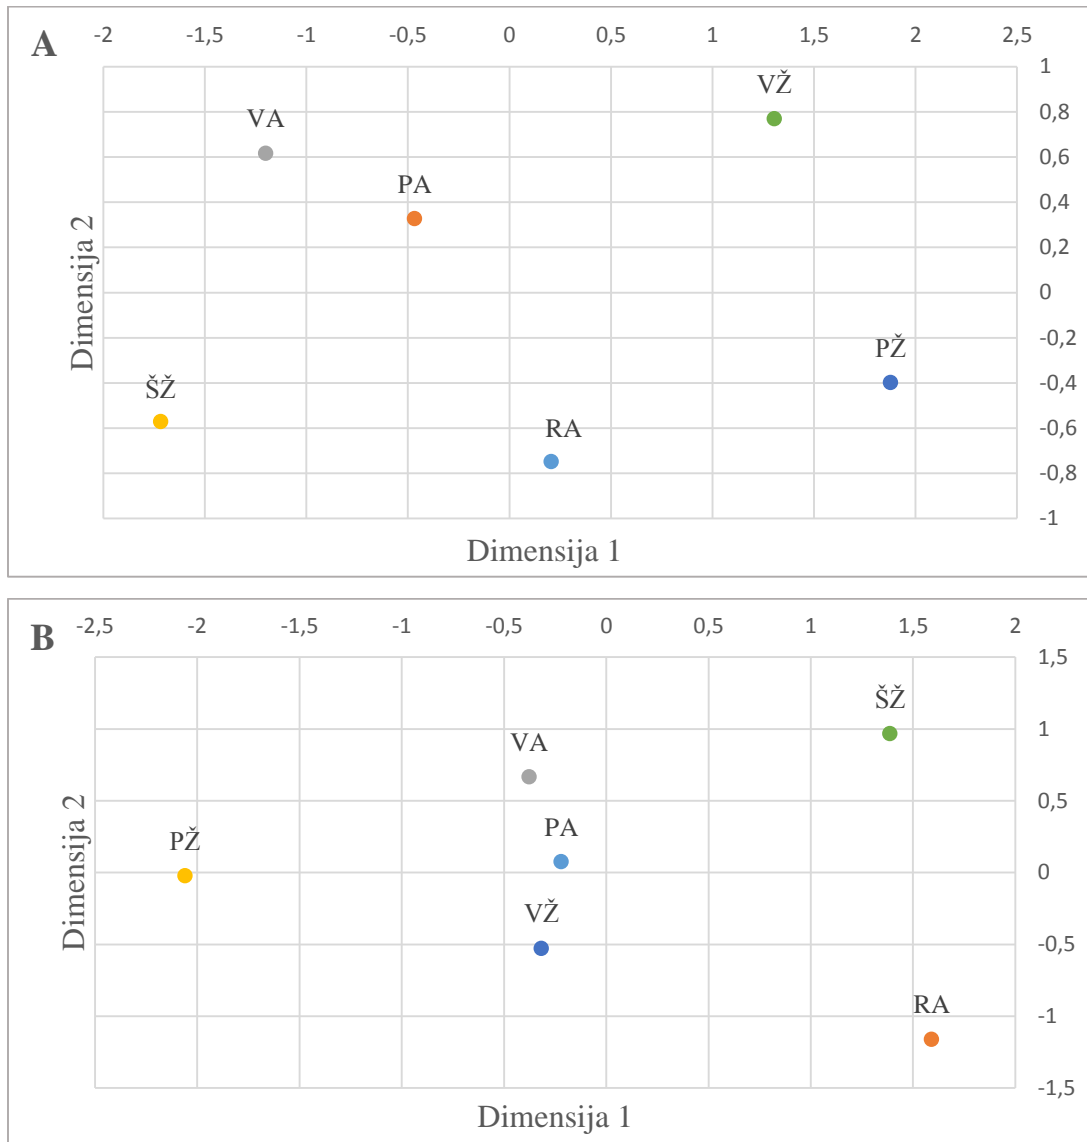 -2 -1,5 -1 -0,5 0 0,5 1 1,5 2 2,5
A
1
VŽ
0,8
VA
0,6
PA
0,4
0,2
Dimensija 2
0
-0,2
PŽ
-0,4
ŠŽ
-0,6
RA
-0,8
-1
Dimensija 1
-2,5 -2 -1,5 -1 -0,5 0 0,5 1 1,5 2
B
1,5
ŠŽ
1
VA
0,5
PA
PŽ
Dimensija 2
0
VŽ
-0,5
RA
-1
-1,5
Dimensija 1